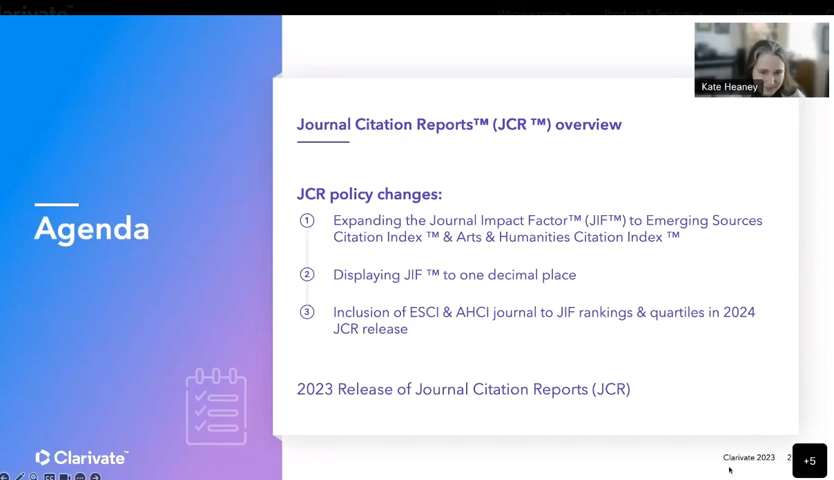 Kate Heaney
Journal Citation Reports™ (JCR ™) overview
Agenda
JCR policy changes:
1 Expanding the Journal Impact Factor™ (JIF™) to Emerging Sources
Citation Index ™ & Arts & Humanities Citation Index ™
2 Displaying JIF ™ to one decimal place
3 Inclusion of ESCI & AHCI journal to JIF rankings & quartiles in 2024
JCR release
2023 Release of Journal Citation Reports (JCR)
Clarivate™
Clarivate 2023 2
+5